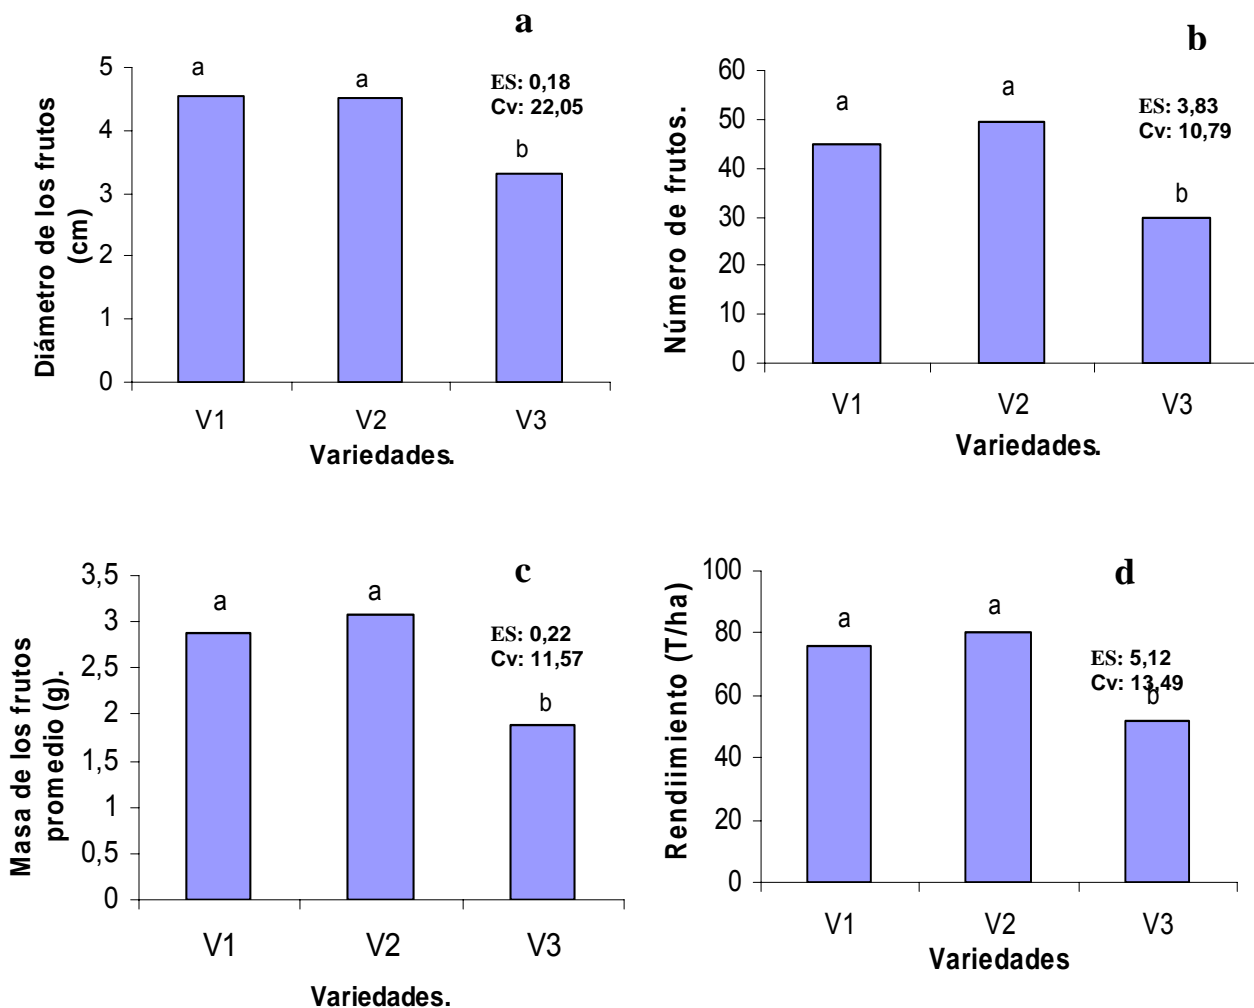 a
5
4
3
2
1
0
Diámetro de los frutos
(cm)
a
a
b
ES: 0,18
Cv: 22,05
V1
V2
V3
Variedades.
b
60
50
40
30
20
10
0
Número de frutos.
a
a
b
ES: 3,83
Cv: 10,79
V1
V2
V3
Variedades.
c
3,5
3
2,5
2
1,5
1
0,5
0
Masa de los frutos
promedio (g).
a
a
b
ES: 0,22
Cv: 11,57
V1
V2
V3
Variedades.
d
100
80
60
40
20
0
Rendiimiento (T/ha)
a
a
b
ES: 5,12
Cv: 13,49
V1
V2
V3
Variedades